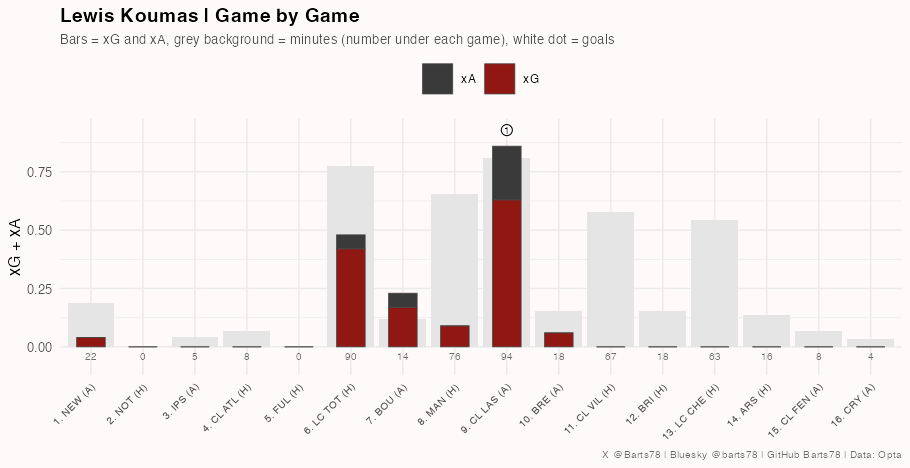 Lewis Koumas | Game by Game
Bars = xG and xA, grey background = minutes (number under each game), white dot = goals
xA xG
1
xG + xA
0.75
0.50
0.25
0.00
22 0 5 8 0 90 14 76 94 18 67 18 63 16 8 4
1. NEW (A)
2. NOT (H)
3. IPS (A)
4. CL ATL (H)
5. FUL (H)
6. LC TOT (H)
7. BOU (A)
8. MAN (H)
9. CL LAS (A)
10. BRE (A)
11. CL VIL (H)
12. BRI (H)
13. LC CHE (H)
14. ARS (H)
15. CL FEN (A)
16. CRY (A)
X @Barts78 | Bluesky @barts78 | GitHub Barts78 | Data: Opta